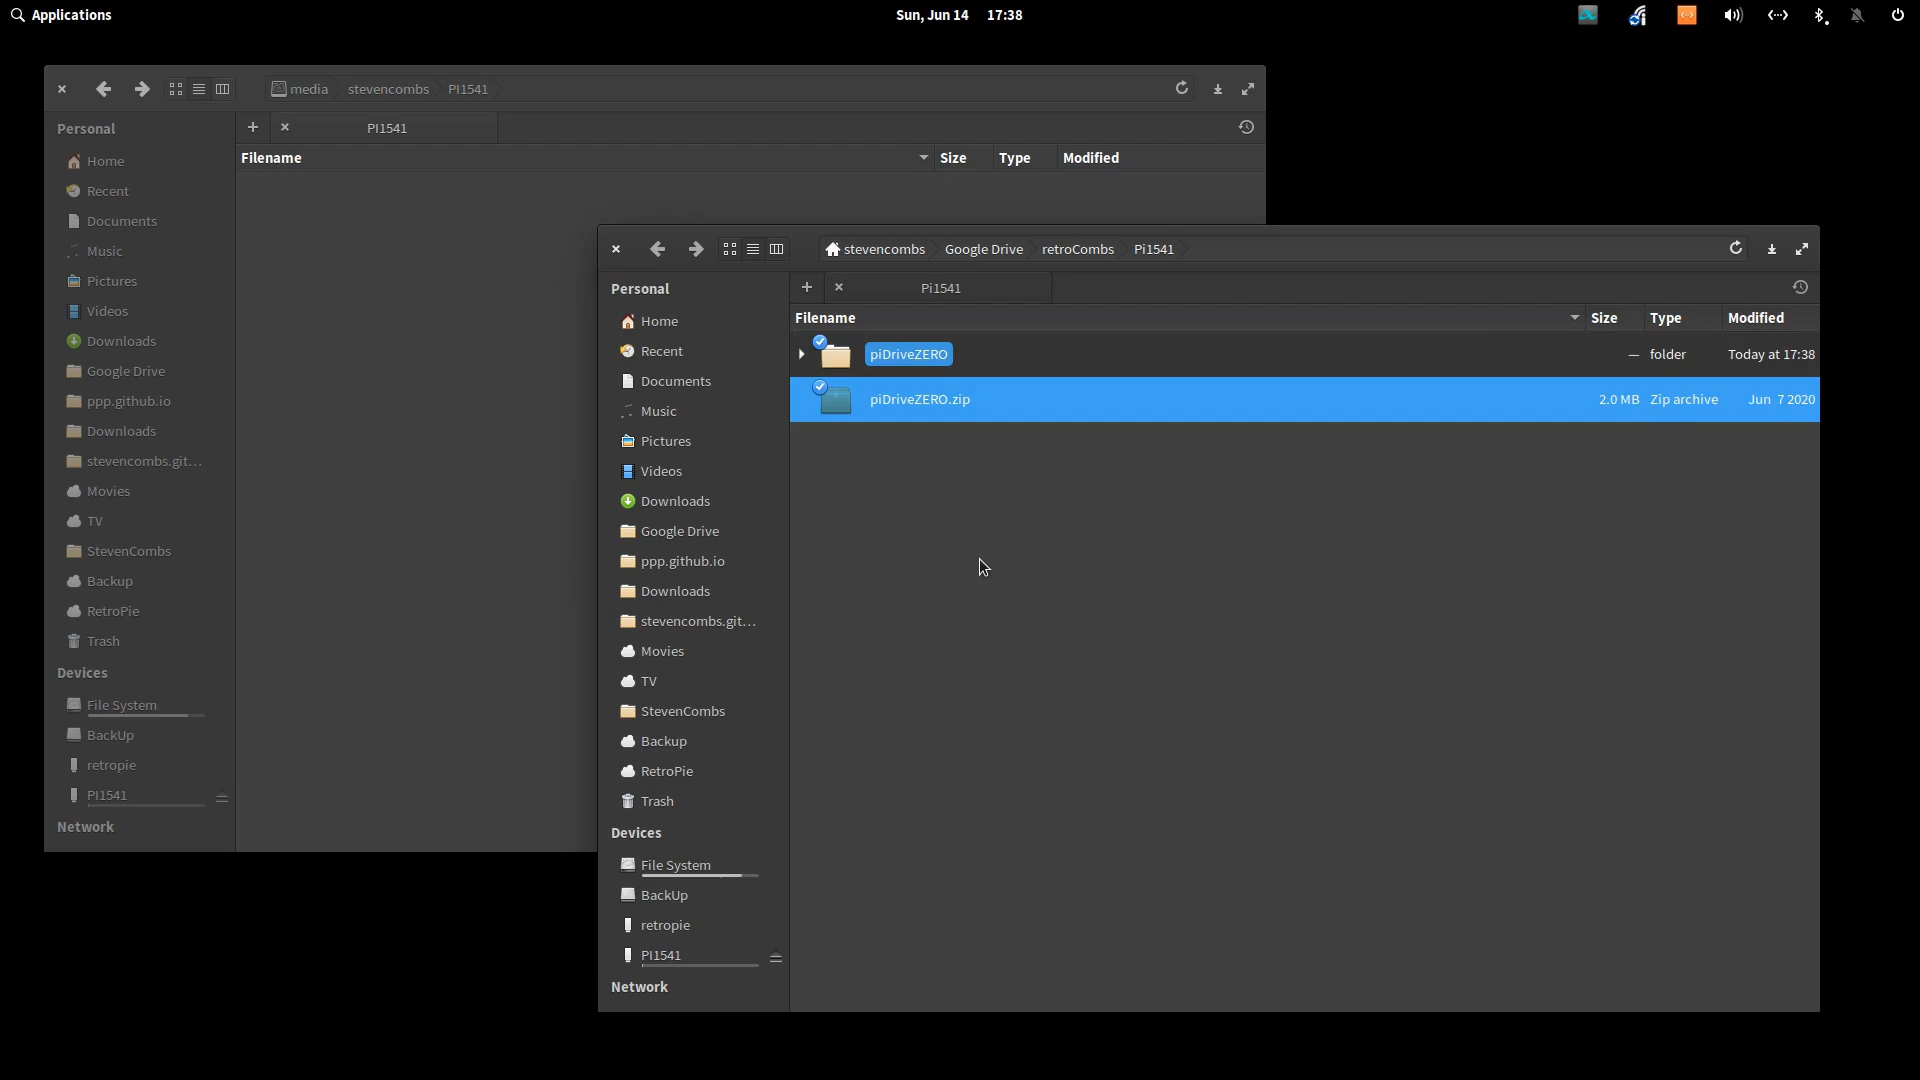 Applications
Sun, Jun 14 17:38
media stevencombs PI1541
Personal
PI1541
Filename Size Type Modified
Home
Recent
Documents
Music
Pictures
Videos
Downloads
Google Drive
ppp.github.io
Downloads
stevencombs.git...
Movies
TV
StevenCombs
Backup
RetroPie
Trash
Devices
File System
BackUp
retropie
PI1541
Network
stevencombs Google Drive retroCombs Pi1541
Personal
Pi1541
Filename Size Type Modified
piDriveZERO — folder Today at 17:38
piDriveZERO.zip 2.0 MB Zip archive Jun 7 2020
Home
Recent
Documents
Music
Pictures
Videos
Downloads
Google Drive
ppp.github.io
Downloads
stevencombs.git...
Movies
TV
StevenCombs
Backup
RetroPie
Trash
Devices
File System
BackUp
retropie
PI1541
Network